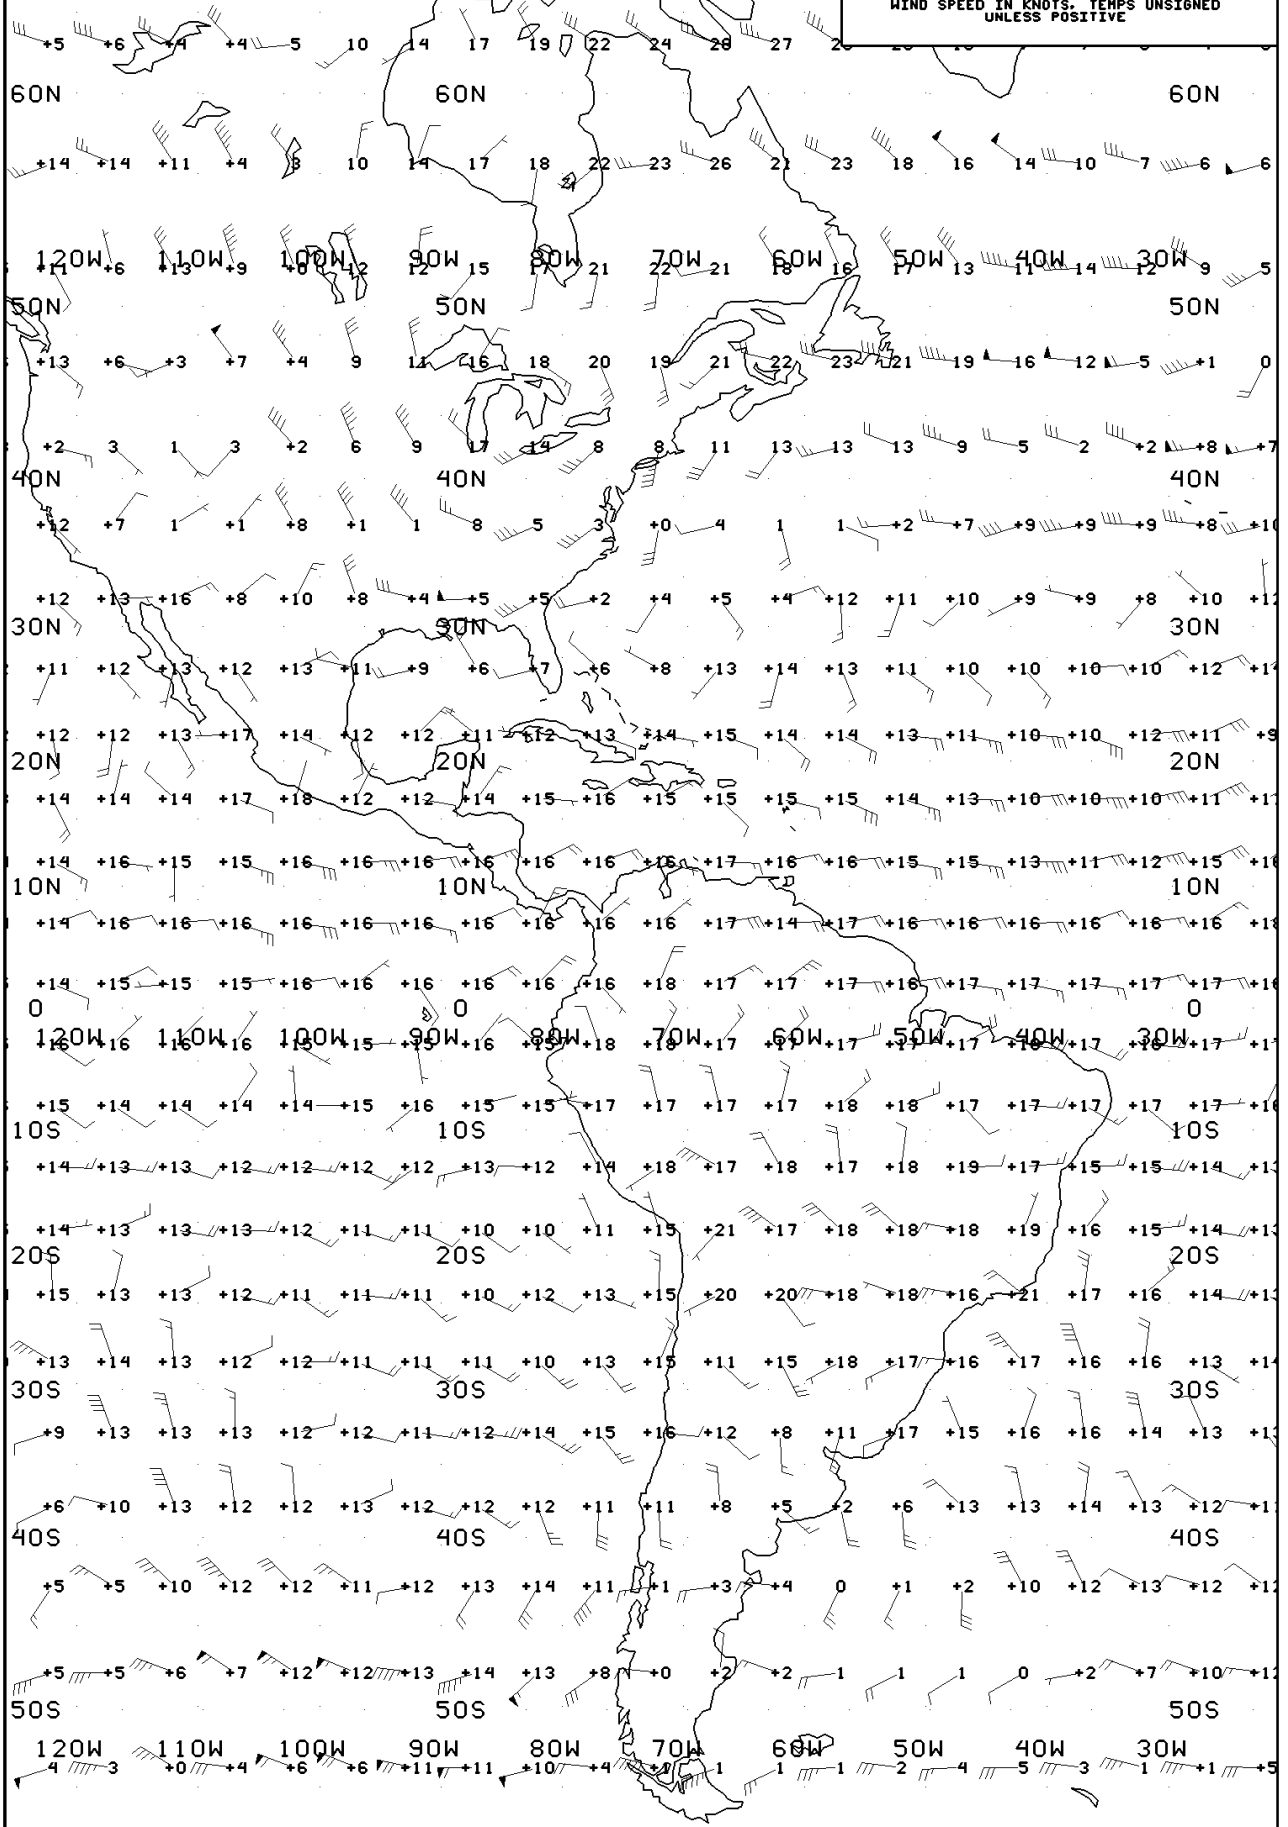 WIND SPEED IN KNOTS. TEMPS UNSIGNED
UNLESS POSITIVE
+5 +6 +4 +4 5 10 14 17 19 22 24 28 27
60N 60N 60N
+14 +14 +11 +4 3 10 14 17 18 22 23 26 21 23 18 16 14 10 7 6 6
120W 110W 100W 90W 80W 70W 60W 50W 40W 30W
+11 +6 +13 +9 +0 12 12 15 17 21 22 21 18 16 17 13 11 14 12 9 5
50N 50N 50N
+13 +6 +3 +7 +4 9 11 16 18 20 19 21 22 23 21 19 16 12 5 +1 0
+2 3 1 3 +2 6 9 17 14 8 8 11 13 13 13 9 5 2 +2 +8 +7
40N 40N 40N
+12 +7 1 +1 +8 +1 1 8 5 3 +0 4 1 1 +2 +7 +9 +9 +9 +8 +10
+12 +13 +16 +8 +10 +8 +4 +5 +5 +2 +4 +5 +4 +12 +11 +10 +9 +9 +8 +10
30N 30N 30N
+11 +12 +13 +12 +13 +11 +9 +6 +7 +6 +8 +13 +14 +13 +11 +10 +10 +10 +10 +12
+12 +12 +13 +17 +14 +12 +12 +11 +12 +13 +14 +15 +14 +14 +13 +11 +10 +10 +12 +11 +9
20N 20N 20N
+14 +14 +14 +17 +18 +12 +12 +14 +15 +16 +15 +15 +15 +15 +14 +13 +10 +10 +10 +11
+14 +16 +15 +15 +16 +16 +16 +16 +16 +16 +16 +17 +16 +16 +15 +15 +13 +11 +12 +15
10N 10N 10N
+14 +16 +16 +16 +16 +16 +16 +16 +16 +16 +16 +17 +14 +17 +16 +16 +16 +16 +16 +16
+14 +15 +15 +15 +16 +16 +16 +16 +16 +16 +18 +17 +17 +17 +16 +17 +17 +17 +17 +17
0 0 0
120W 110W 100W 90W 80W 70W 60W 50W 40W 30W
+16 +16 +16 +16 +15 +15 +15 +16 +15 +18 +18 +17 +17 +17 +17 +17 +18 +17 +16 +17
+15 +14 +14 +14 +14 +15 +16 +15 +15 +17 +17 +17 +17 +18 +18 +17 +17 +17 +17 +17
10S 10S 10S
+14 +13 +13 +12 +12 +12 +12 +13 +12 +14 +18 +17 +18 +17 +18 +19 +17 +15 +15 +14
+14 +13 +13 +13 +12 +11 +11 +10 +10 +11 +15 +21 +17 +18 +18 +18 +19 +16 +15 +14
20S 20S 20S
+15 +13 +13 +12 +11 +11 +11 +10 +12 +13 +15 +20 +20 +18 +18 +16 +21 +17 +16 +14
+13 +14 +13 +12 +12 +11 +11 +11 +10 +13 +15 +11 +15 +18 +17 +16 +17 +16 +16 +13
30S 30S 30S
+9 +13 +13 +13 +12 +12 +11 +12 +14 +15 +16 +12 +8 +11 +17 +15 +16 +16 +14 +13
+6 +10 +13 +12 +12 +13 +12 +12 +12 +11 +11 +8 +5 +2 +6 +13 +13 +14 +13 +12
40S 40S 40S
+5 +5 +10 +12 +12 +11 +12 +13 +14 +11 +1 +3 +4 0 +1 +2 +10 +12 +13 +12
+5 +5 +6 +7 +12 +12 +13 +14 +13 +8 +0 +2 +2 1 1 1 0 +2 +7 +10
50S 50S 50S
120W 110W 100W 90W 80W 70W 60W 50W 40W 30W
4 3 +0 +4 +6 +6 +11 +11 +10 +4 +1 1 1 1 2 4 5 3 1 +1 +5